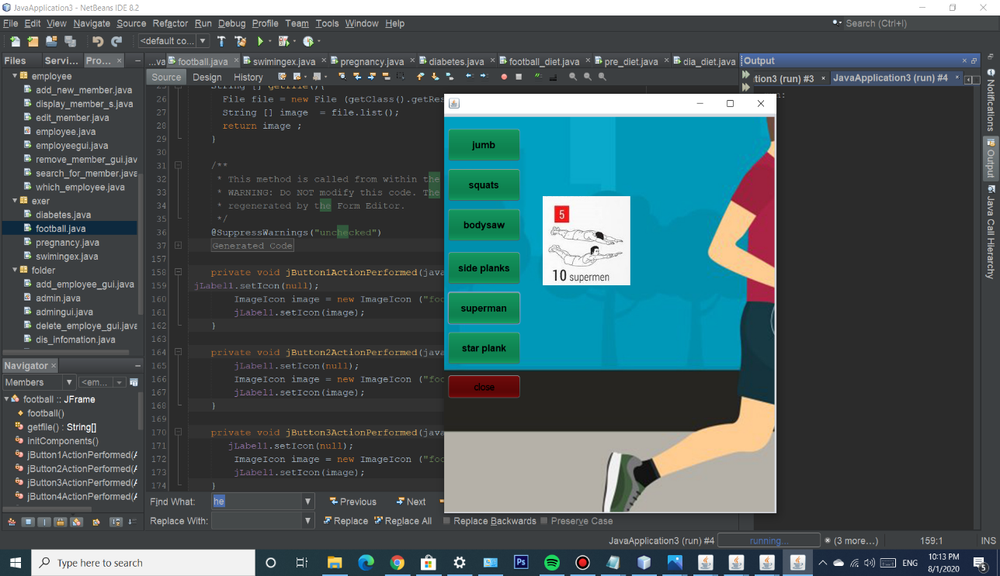 JavaApplication3 - NetBeans IDE 8.2
File Edit View Navigate Source Refactor Run Debug Profile Team Tools Window Help
Search (Ctrl+I)
<default co...
Files Servi... Pro... ×
...va football.java × swimingex.java × pregnancy.java × diabetes.java × football_diet.java × pre_diet.java × dia_diet.java
Output
Source Design History
...tion3 (run) #3 × JavaApplication3 (run) #4 ×
employee
add_new_member.java
display_member_s.java
edit_member.java
employee.java
employeegui.java
remove_member_gui.jav
search_for_member.java
which_employee.java
exer
diabetes.java
football.java
pregnancy.java
swimingex.java
folder
add_employee_gui.java
admin.java
admingui.java
delete_employe_gui.java
dis_infomation.java
25 String [] getfile(){
26 File file = new File (getClass().getRes
27 String [] image = file.list();
28 return image ;
29 }
30
31 /**
32 * This method is called from within the
33 * WARNING: Do NOT modify this code. The
34 * regenerated by the Form Editor.
35 */
36 @SuppressWarnings("unchecked")
37 Generated Code
157
158 private void jButton1ActionPerformed(java
159 jLabel1.setIcon(null);
160 ImageIcon image = new ImageIcon ("foo
161 jLabel1.setIcon(image);
162 }
163
164 private void jButton2ActionPerformed(java
165 jLabel1.setIcon(null);
166 ImageIcon image = new ImageIcon ("foo
167 jLabel1.setIcon(image);
168 }
169
170 private void jButton3ActionPerformed(java
171 jLabel1.setIcon(null);
172 ImageIcon image = new ImageIcon ("foo
173 jLabel1.setIcon(image);
174 }
jumb
squats
bodysaw
side planks
superman
star plank
close
5
10 supermen
n:
Notifications
Output
Java Call Hierarchy
Navigator ×
Members <em...
football :: JFrame
football()
getfile() : String[]
initComponents()
jButton1ActionPerformed(A
jButton2ActionPerformed(A
jButton3ActionPerformed(A
jButton4ActionPerformed(A
Find What: he Previous Next
Replace With: Replace Replace All Replace Backwards Preserve Case
JavaApplication3 (run) #4 running... (3 more...) 159:1 INS
Type here to search
Ps
ENG
10:13 PM
8/1/2020
5